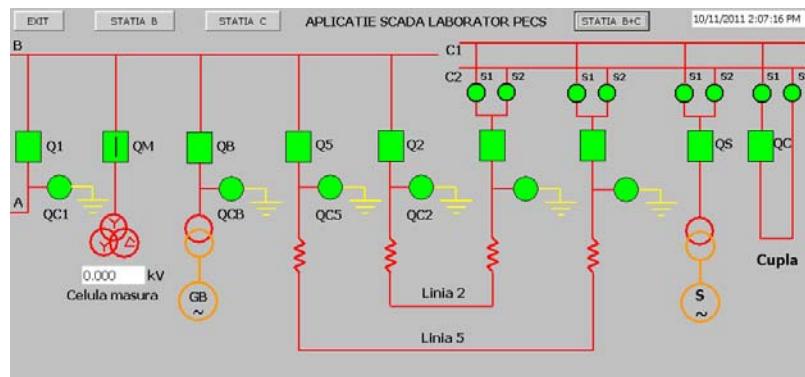 EXIT STATIA B STATIA C APLICATIE SCADA LABORATOR PECS STATIA B+C 10/11/2011 2:07:16 PM
B C1
C2 S1 S2 S1 S2 S1 S2 S1 S
Q1 QM QB Q5 Q2 QS QC
A QC1 QCB QC5 QC2
Y Y Δ
0.000 kV
Celula masura
GB ~
Linia 2
Linia 5
S ~
Cupla